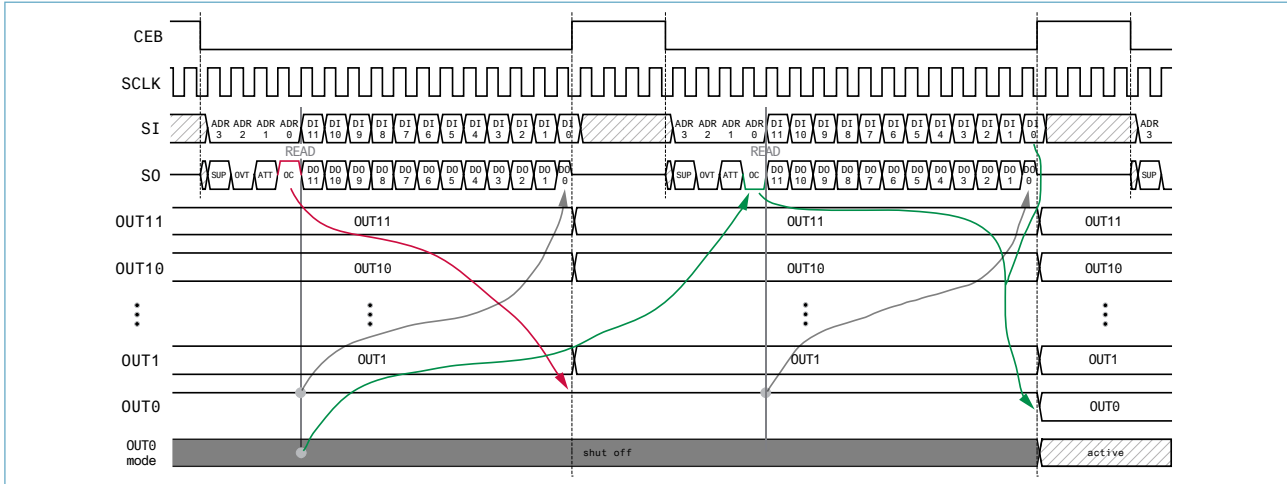 CEB
SCLK
SI
ADR 3 ADR 2 ADR 1 ADR 0 DI 11 DI 10 DI 9 DI 8 DI 7 DI 6 DI 5 DI 4 DI 3 DI 2 DI 1 DI 0 ADR 3 ADR 2 ADR 1 ADR 0 DI 11 DI 10 DI 9 DI 8 DI 7 DI 6 DI 5 DI 4 DI 3 DI 2 DI 1 DI 0 ADR 3
READ READ
SO
SUP OVT ATT OC DO 11 DO 10 DO 9 DO 8 DO 7 DO 6 DO 5 DO 4 DO 3 DO 2 DO 1 DO 0 SUP OVT ATT OC DO 11 DO 10 DO 9 DO 8 DO 7 DO 6 DO 5 DO 4 DO 3 DO 2 DO 1 DO 0 SUP
OUT11 OUT11 OUT11 OUT11
OUT10 OUT10 OUT10 OUT10
OUT1 OUT1 OUT1 OUT1
OUT0 OUT0
OUT0
mode
shut off active